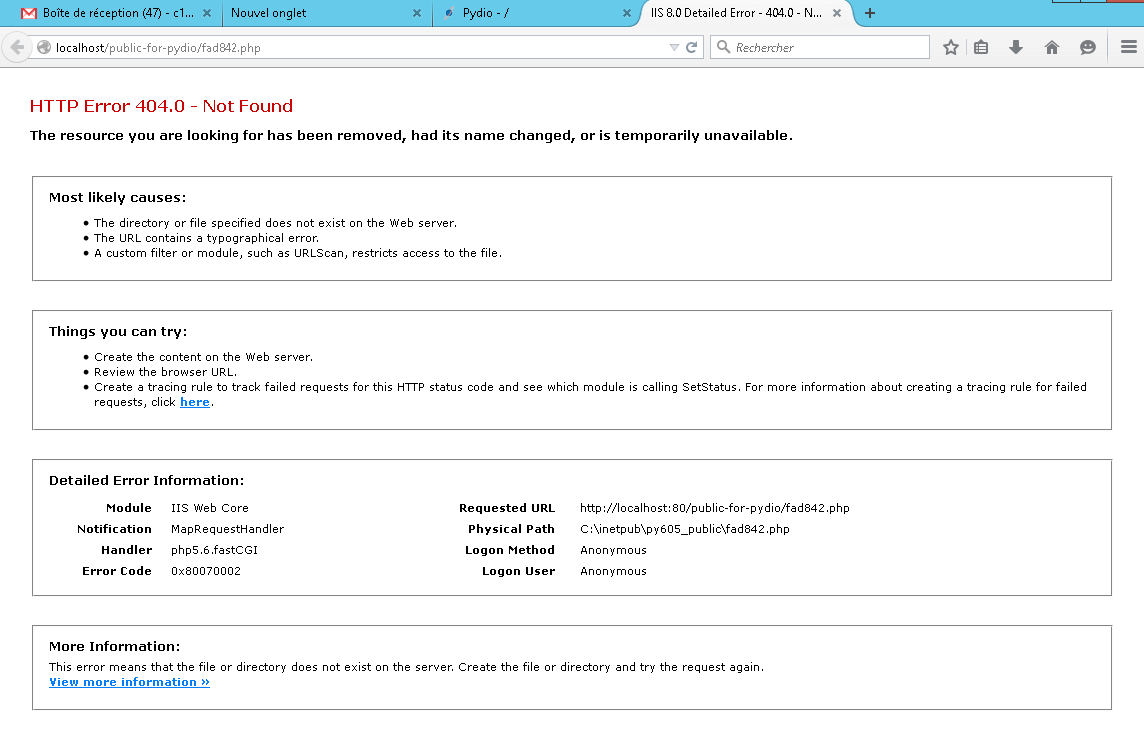 Boîte de réception (47) - c1...
Nouvel onglet
Pydio - /
IIS 8.0 Detailed Error - 404.0 - N...
localhost/public-for-pydio/fad842.php
Rechercher
HTTP Error 404.0 - Not Found
The resource you are looking for has been removed, had its name changed, or is temporarily unavailable.
Most likely causes:
• The directory or file specified does not exist on the Web server.
• The URL contains a typographical error.
• A custom filter or module, such as URLScan, restricts access to the file.
Things you can try:
• Create the content on the Web server.
• Review the browser URL.
• Create a tracing rule to track failed requests for this HTTP status code and see which module is calling SetStatus. For more information about creating a tracing rule for failed
requests, click here.
Detailed Error Information:
Module IIS Web Core
Notification MapRequestHandler
Handler php5.6.fastCGI
Error Code 0x80070002
Requested URL http://localhost:80/public-for-pydio/fad842.php
Physical Path C:\inetpub\py605_public\fad842.php
Logon Method Anonymous
Logon User Anonymous
More Information:
This error means that the file or directory does not exist on the server. Create the file or directory and try the request again.
View more information »